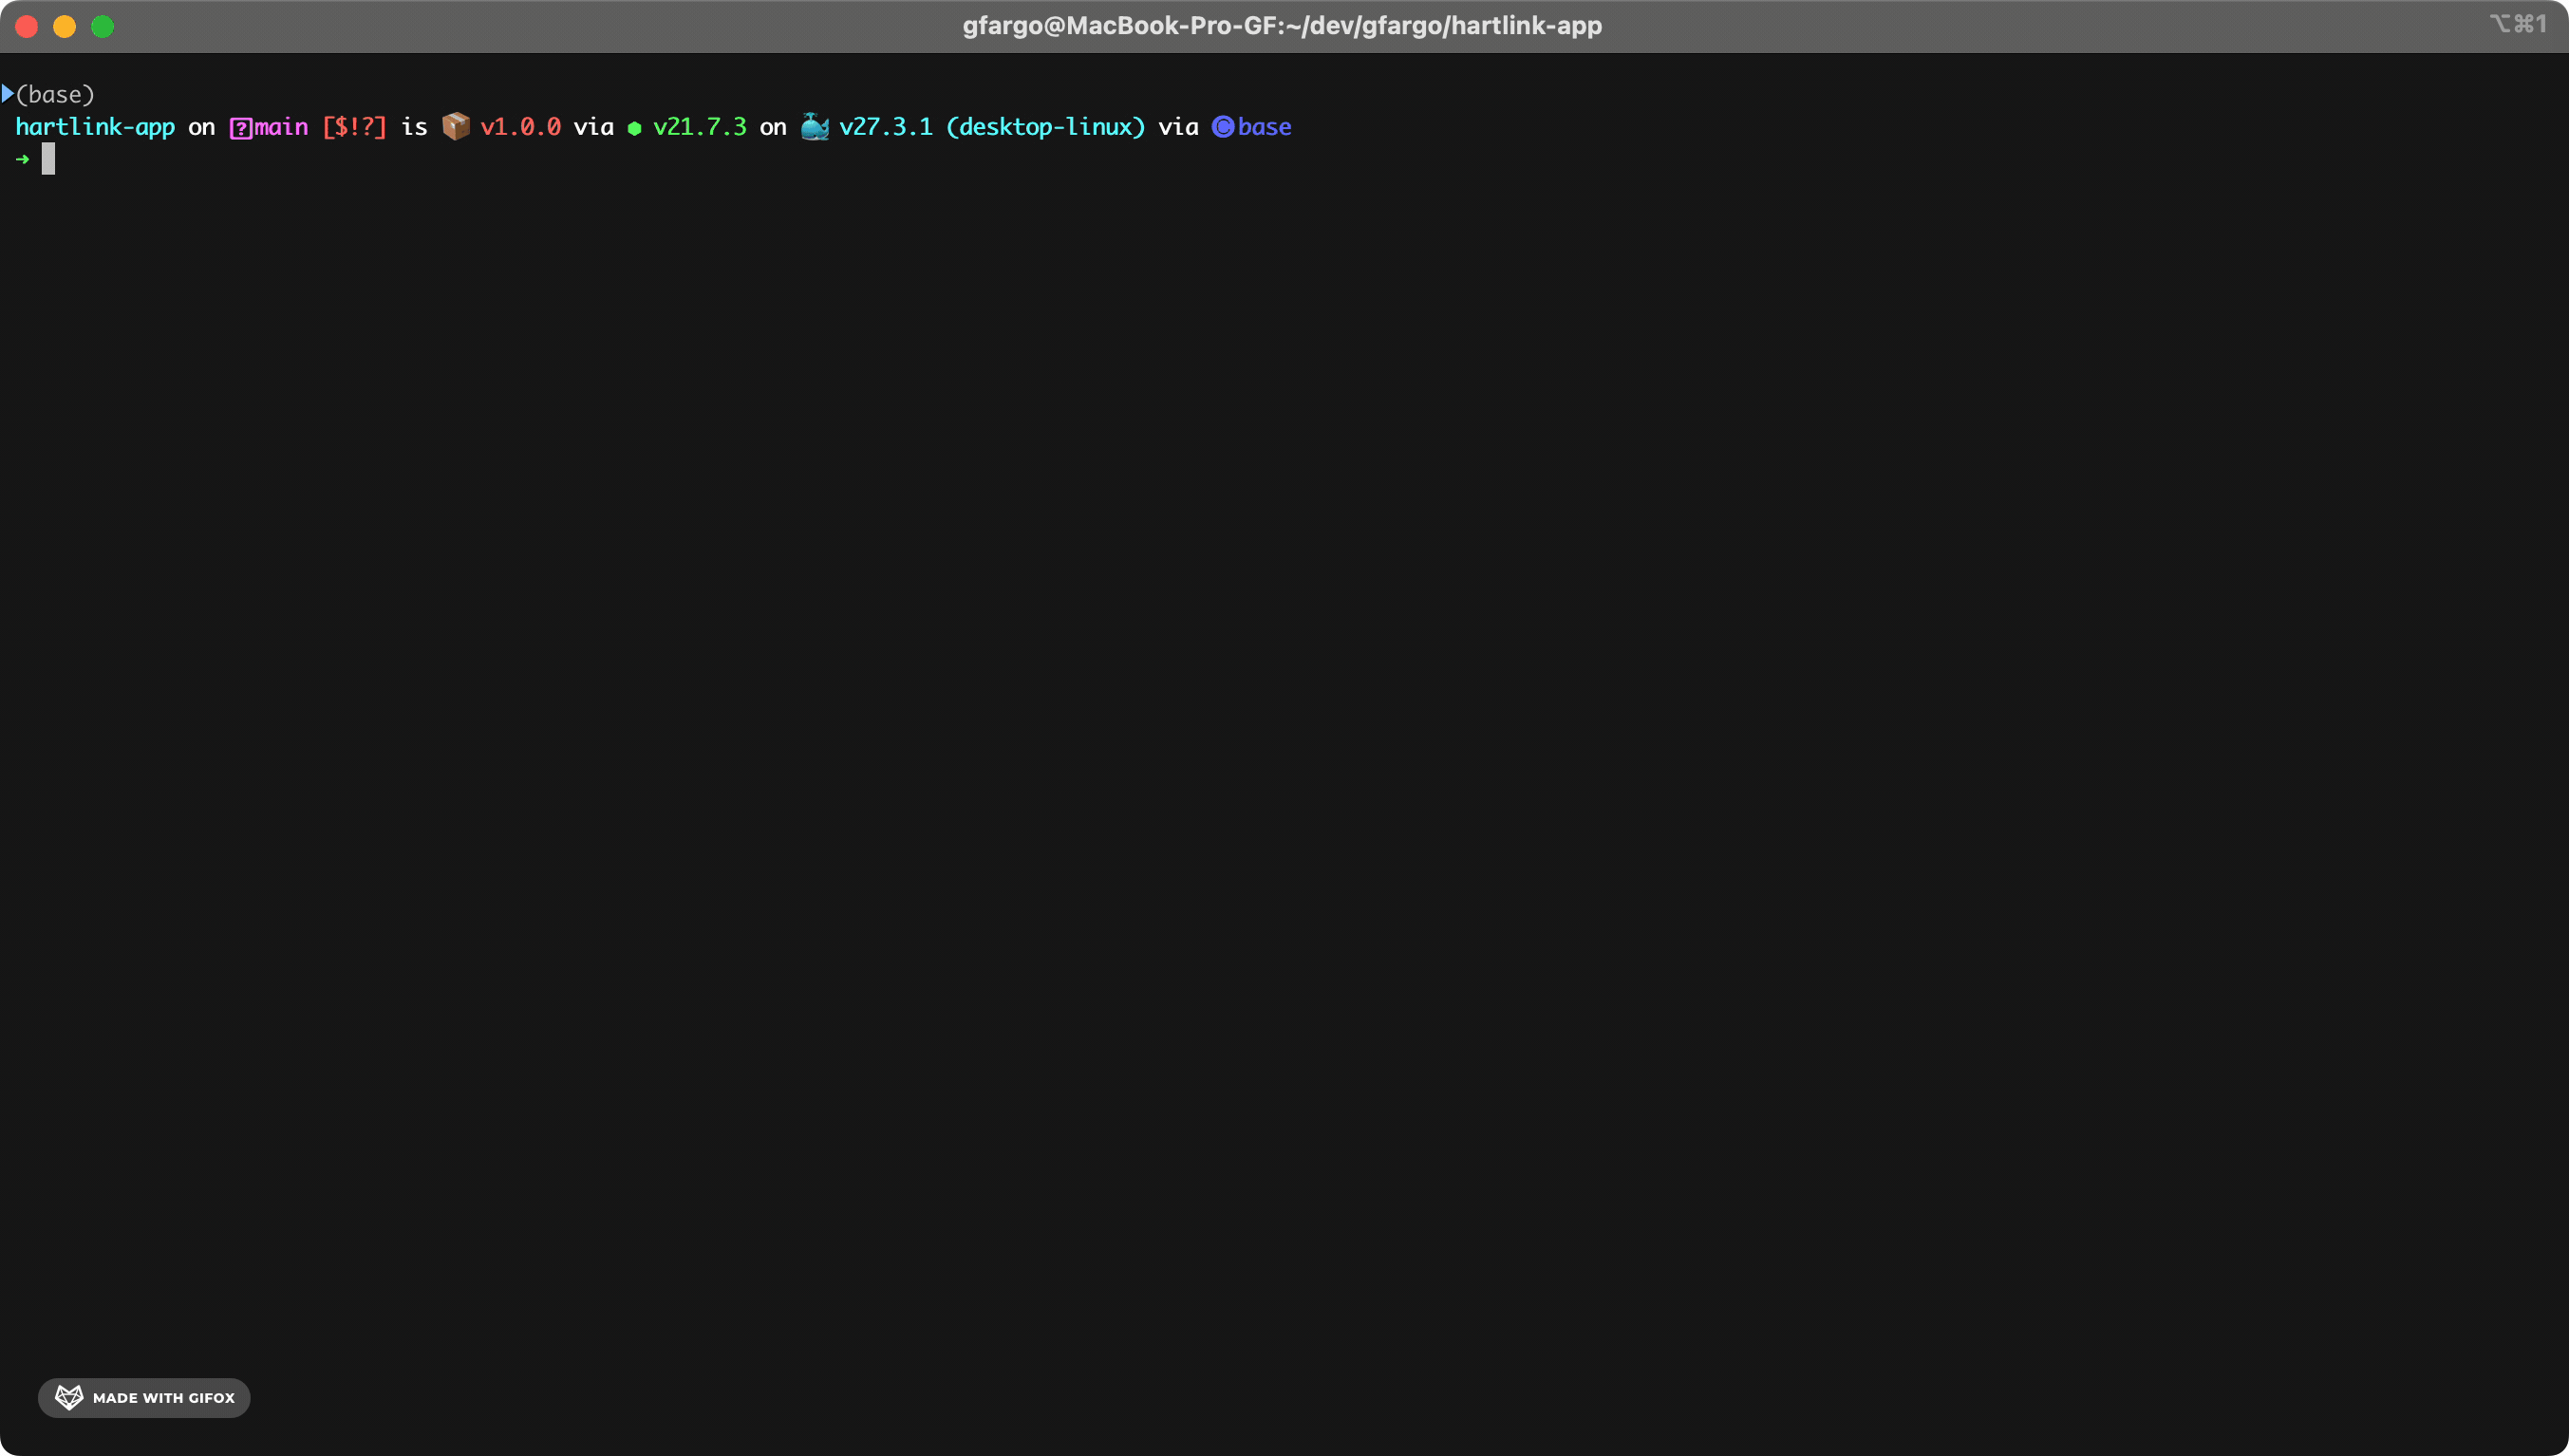 gfargo@MacBook-Pro-GF:~/dev/gfargo/hartlink-app
⌥⌘1
(base)
hartlink-app on ⍰main [$!?] is 📦 v1.0.0 via ⬢ v21.7.3 on 🐳 v27.3.1 (desktop-linux) via 🅒 base
➜
MADE WITH GIFOX